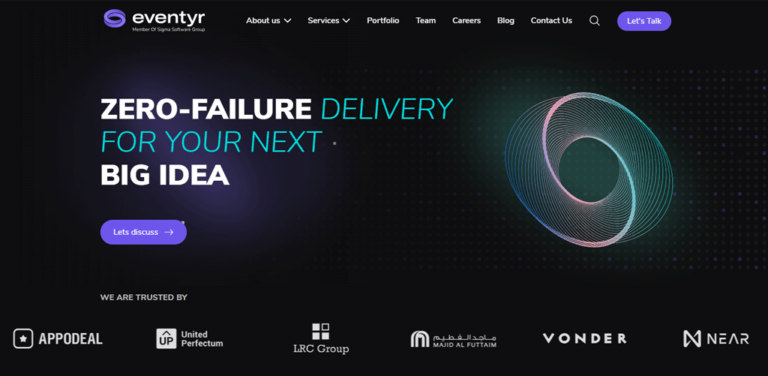 eventyr
Member Of Sigma Software Group
About us
Services
Portfolio
Team
Careers
Blog
Contact Us
Let's Talk
ZERO-FAILURE DELIVERY
FOR YOUR NEXT
BIG IDEA
Lets discuss
WE ARE TRUSTED BY
APPODEAL
UP
United
Perfectum
LRC Group
ماجد الفطيم
MAJID AL FUTTAIM
VONDER
NEAR